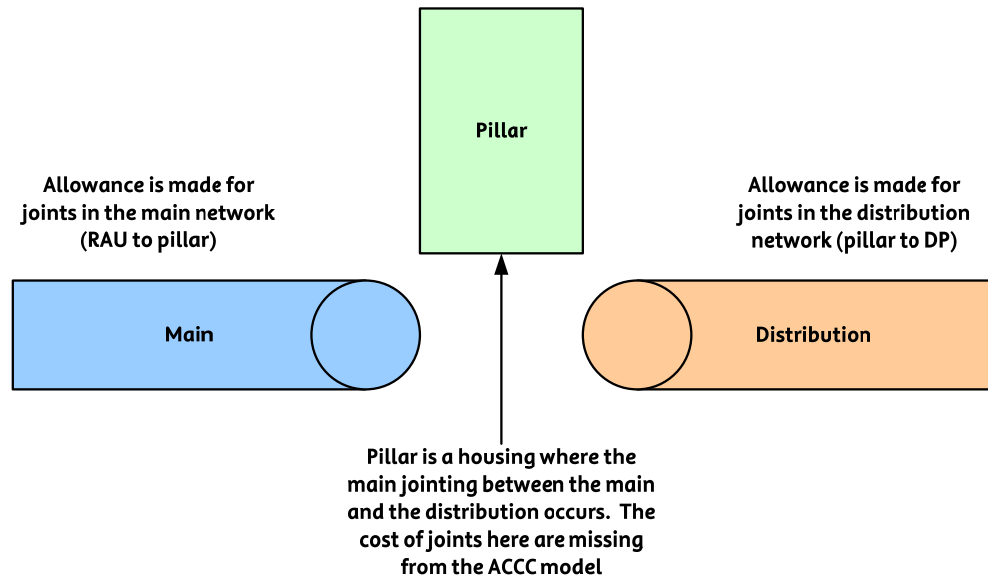 Pillar
Allowance is made for
joints in the main network
(RAU to pillar)
Allowance is made for
joints in the distribution
network (pillar to DP)
Main
Distribution
Pillar is a housing where the
main jointing between the main
and the distribution occurs.  The
cost of joints here are missing
from the ACCC model